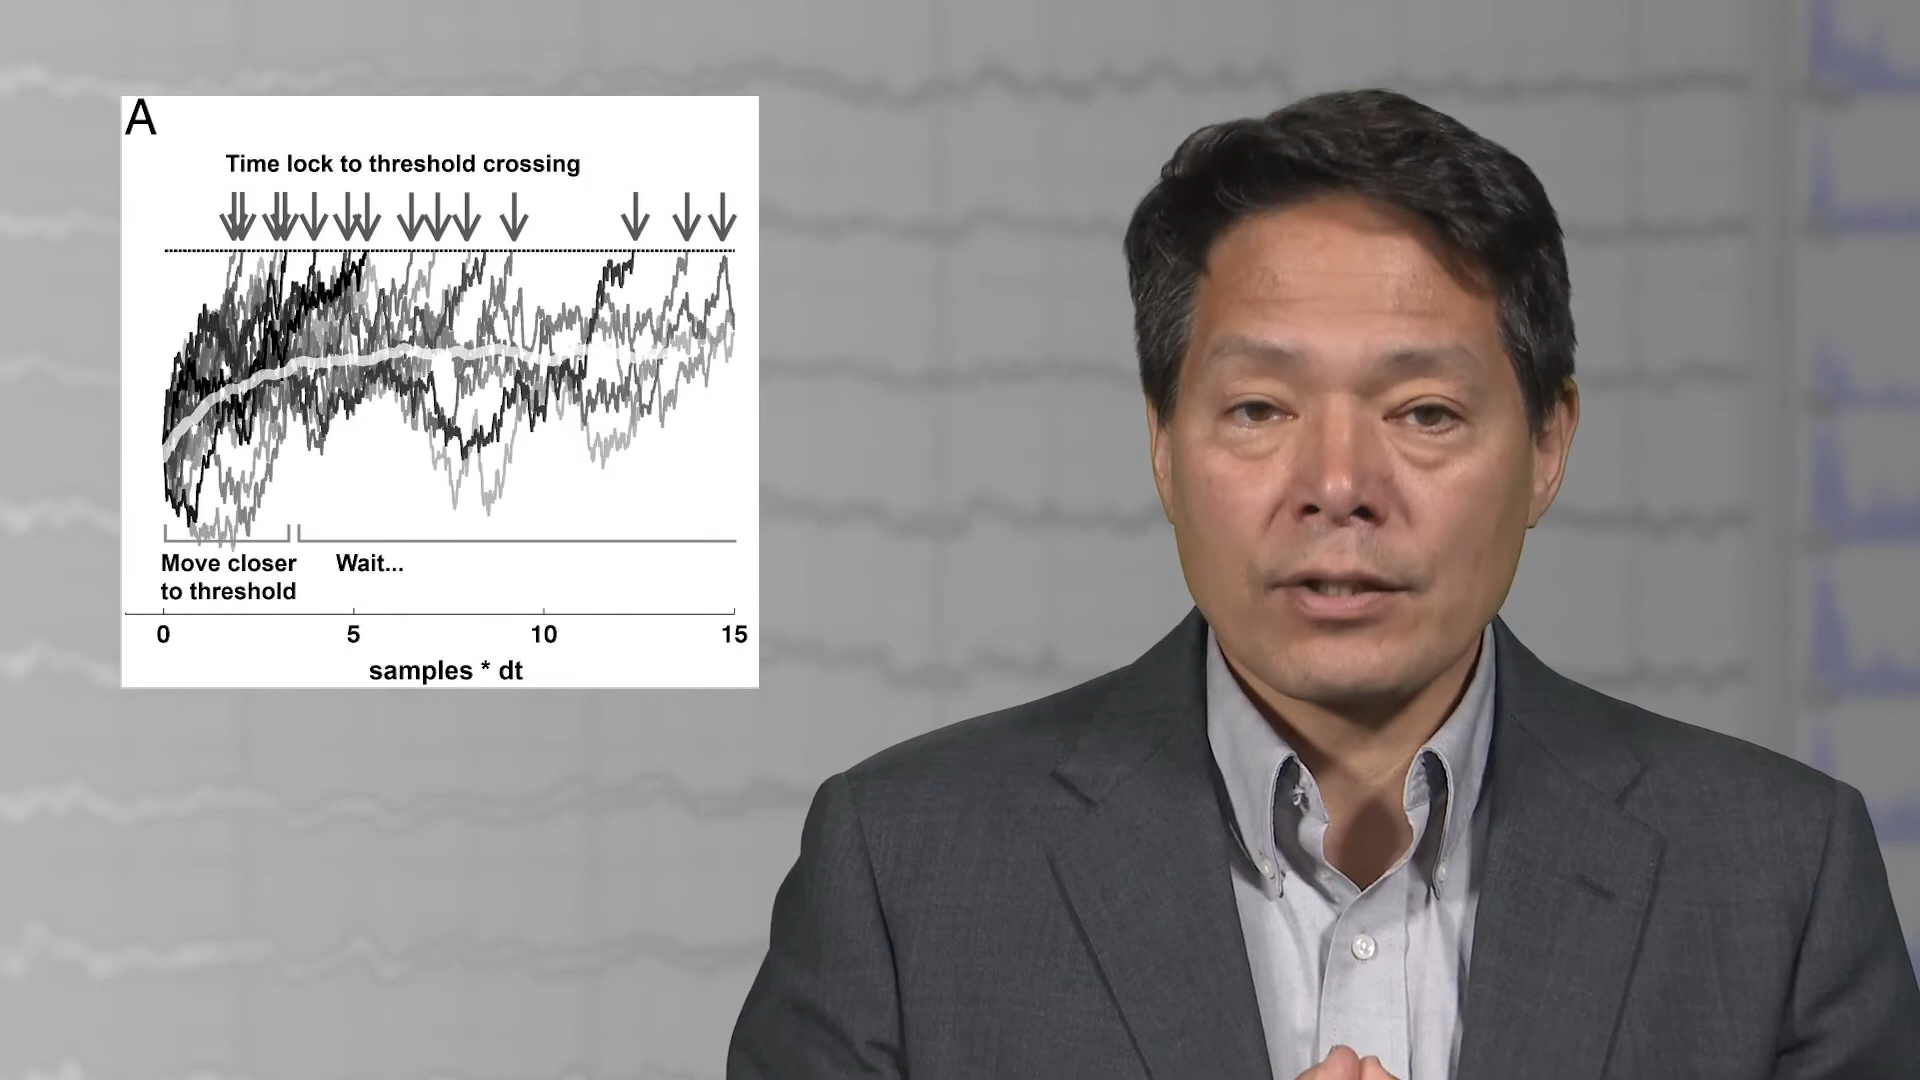 A
Time lock to threshold crossing
Move closer
to threshold
Wait...
0 5 10 15
samples * dt